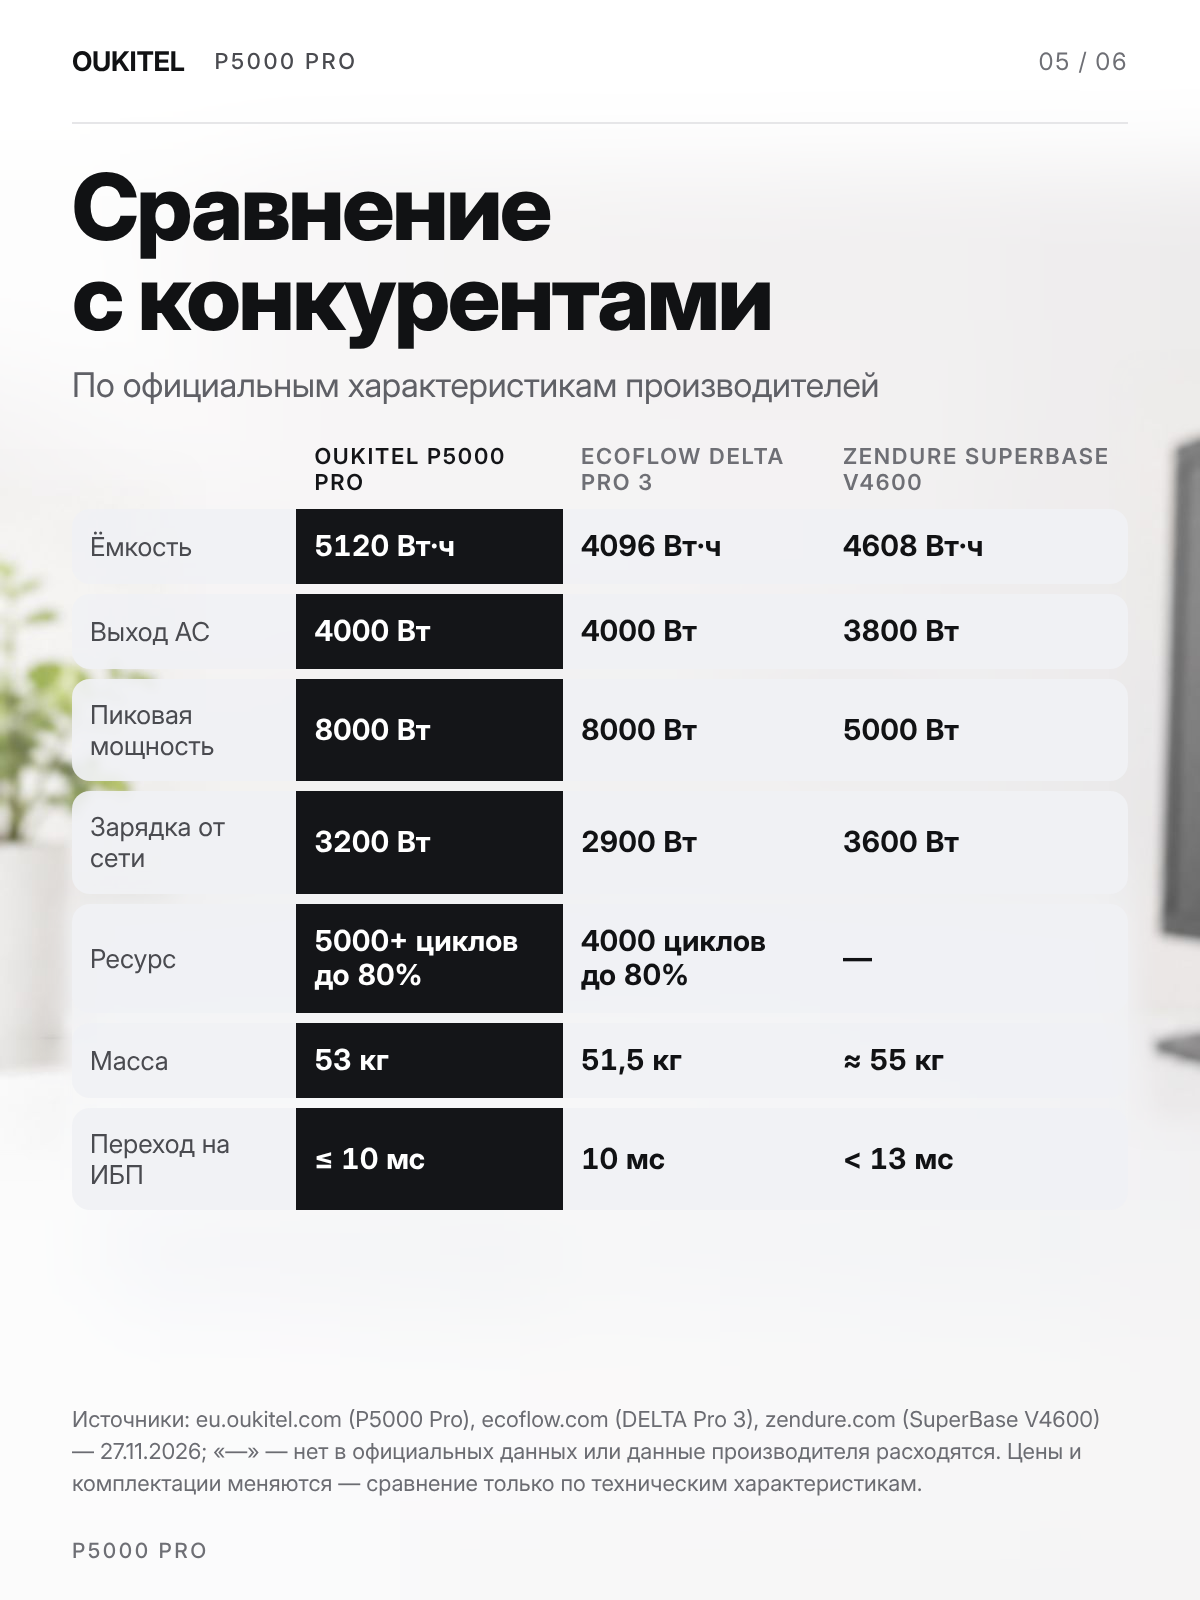 OUKITEL P5000 PRO 05 / 06
Сравнение
с конкурентами
По официальным характеристикам производителей
OUKITEL P5000 PRO
ECOFLOW DELTA PRO 3
ZENDURE SUPERBASE V4600
Ёмкость 5120 Вт·ч 4096 Вт·ч 4608 Вт·ч
Выход AC 4000 Вт 4000 Вт 3800 Вт
Пиковая мощность 8000 Вт 8000 Вт 5000 Вт
Зарядка от сети 3200 Вт 2900 Вт 3600 Вт
Ресурс 5000+ циклов до 80% 4000 циклов до 80% —
Масса 53 кг 51,5 кг ≈ 55 кг
Переход на ИБП ≤ 10 мс 10 мс < 13 мс
Источники: eu.oukitel.com (P5000 Pro), ecoflow.com (DELTA Pro 3), zendure.com (SuperBase V4600)
— 27.11.2026; «—» — нет в официальных данных или данные производителя расходятся. Цены и
комплектации меняются — сравнение только по техническим характеристикам.
P5000 PRO